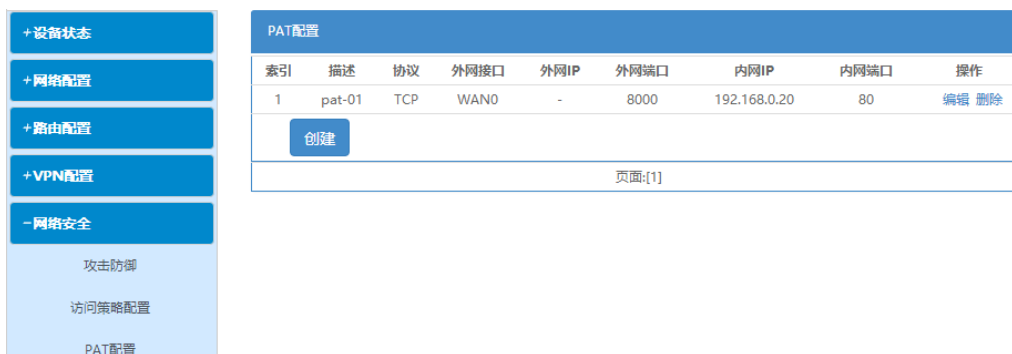 +设备状态
+网络配置
+路由配置
+VPN配置
-网络安全
攻击防御
访问策略配置
PAT配置
PAT配置
索引 描述 协议 外网接口 外网IP 外网端口 内网IP 内网端口 操作
1 pat-01 TCP WAN0 - 8000 192.168.0.20 80 编辑 删除
创建
页面:[1]